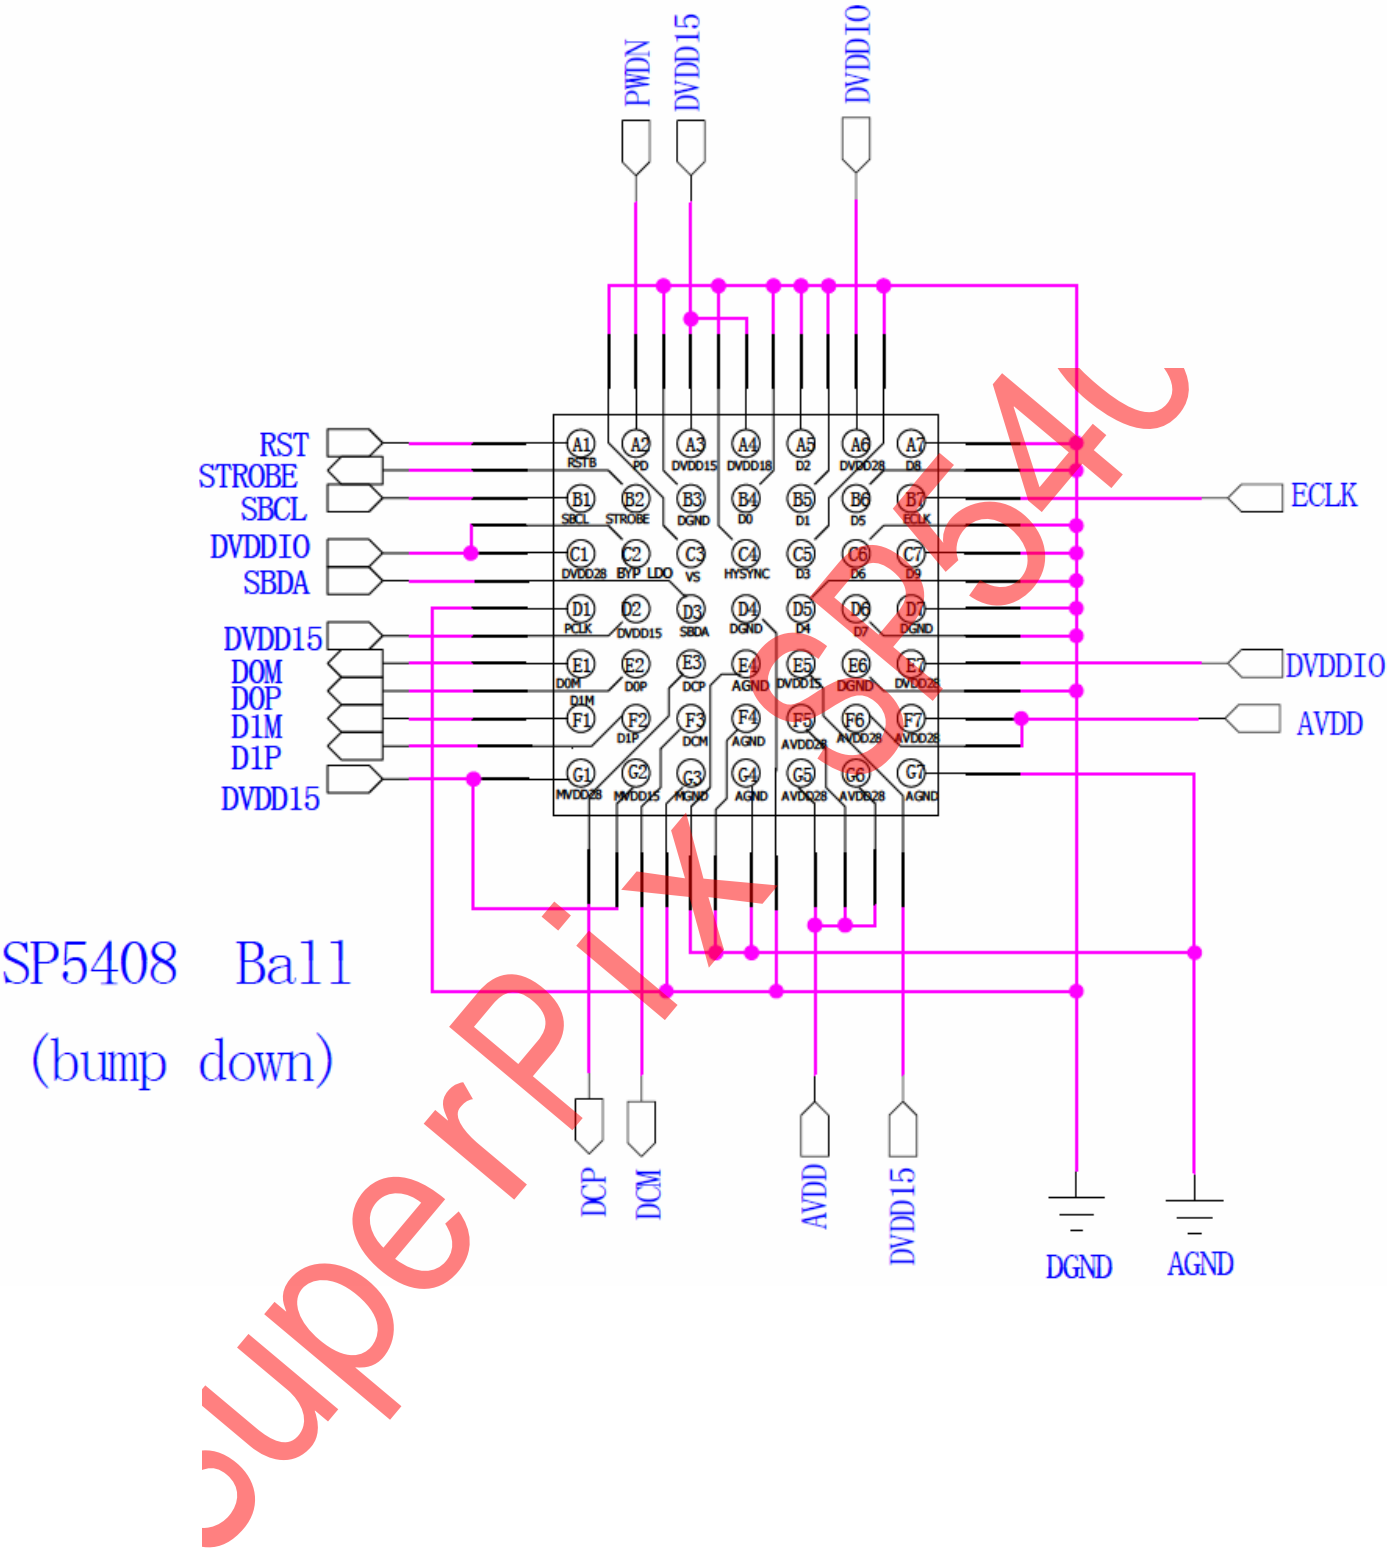 PWDN
DVDD15
DVDDIO
RST
STROBE
SBCL
DVDDIO
SBDA
DVDD15
DOM
DOP
D1M
D1P
DVDD15
A1 A2 A3 A4 A5 A6 A7
RSTB PD DVDD15 DVDD18 D2 DVDD28 D8
B1 B2 B3 B4 B5 B6 B7
SBCL STROBE DGND D0 D1 D5 ECLK
C1 C2 C3 C4 C5 C6 C7
DVDD28 BYP LDO VS HYSYNC D3 D6 D9
D1 D2 D3 D4 D5 D6 D7
PCLK DVDD15 SBDA DGND D4 D7 DGND
E1 E2 E3 E4 E5 E6 E7
D0M D0P DCP AGND DVDD15 DGND DVDD28
D1M
F1 F2 F3 F4 F5 F6 F7
D1P DCM AGND AVDD28 AVDD28 AVDD28
G1 G2 G3 G4 G5 G6 G7
MVDD28 MVDD15 MGND AGND AVDD28 AVDD28 AGND
ECLK
DVDDIO
AVDD
SP5408 Ball
(bump down)
DCP
DCM
AVDD
DVDD15
DGND
AGND
SuperPix SP540